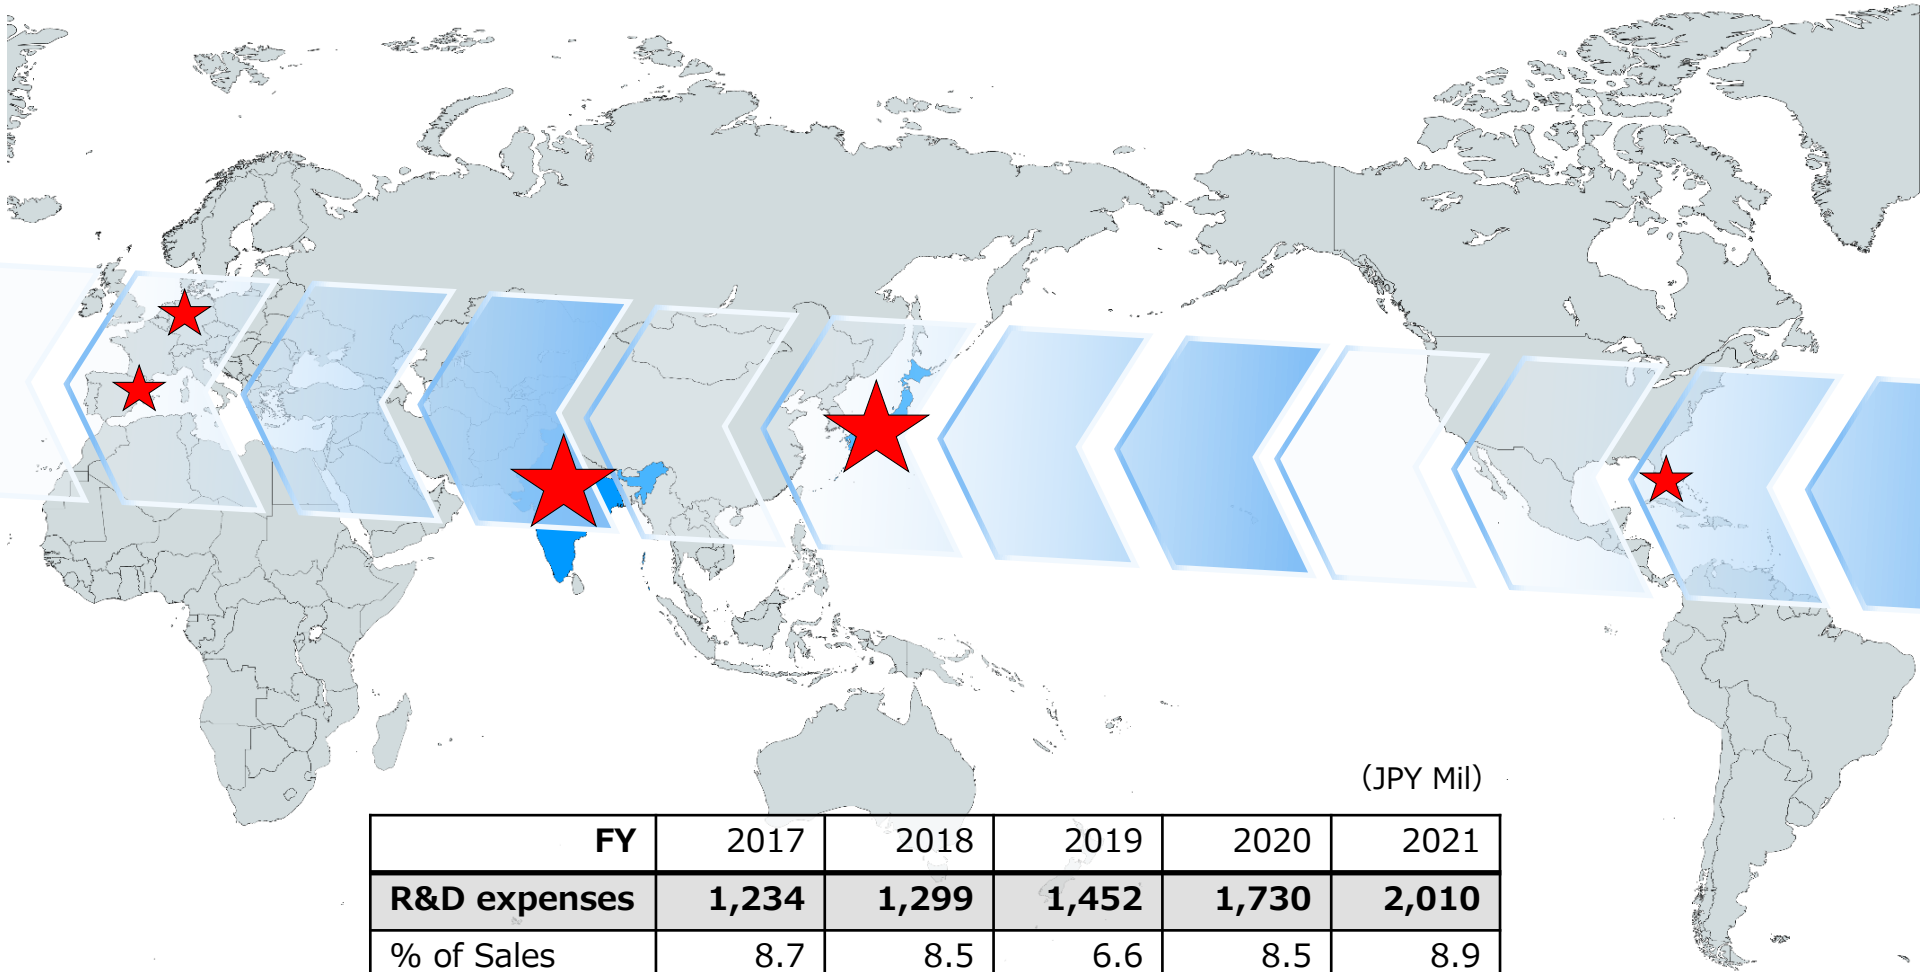 (JPY Mil)
FY 2017 2018 2019 2020 2021
R&D expenses 1,234 1,299 1,452 1,730 2,010
% of Sales 8.7 8.5 6.6 8.5 8.9